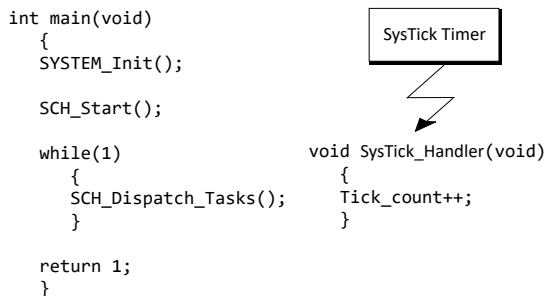 int main(void)
{
SYSTEM_Init();
SCH_Start();
while(1)
{
SCH_Dispatch_Tasks();
}
return 1;
}
SysTick Timer
void SysTick_Handler(void)
{
Tick_count++;
}